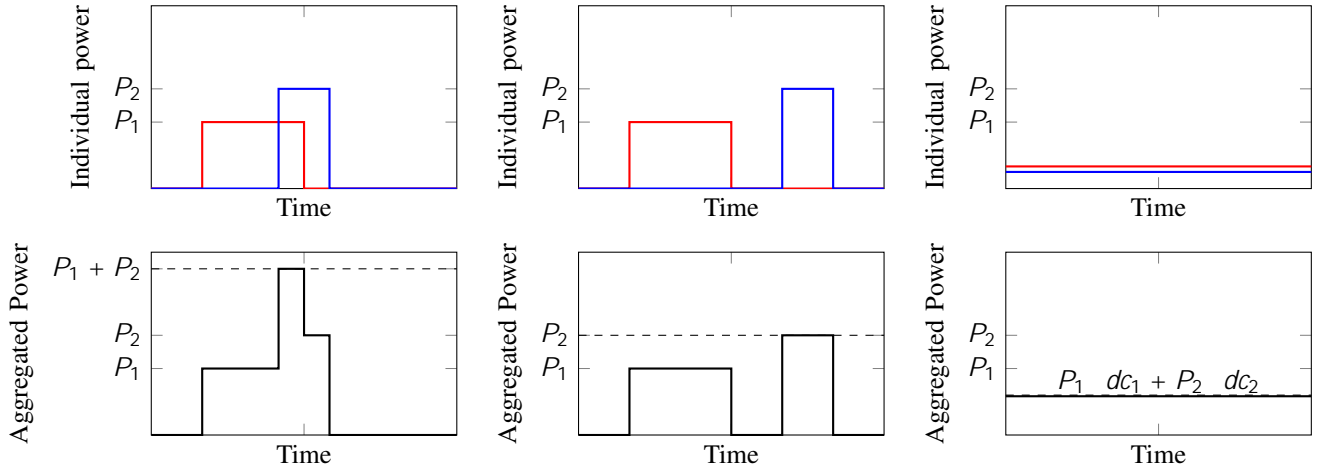 Individual power
P2
P1
Time
Individual power
P2
P1
Time
Individual power
P2
P1
Time
Aggregated Power
P1 + P2
P2
P1
Time
Aggregated Power
P2
P1
Time
Aggregated Power
P2
P1
P1 dc1 + P2 dc2
Time